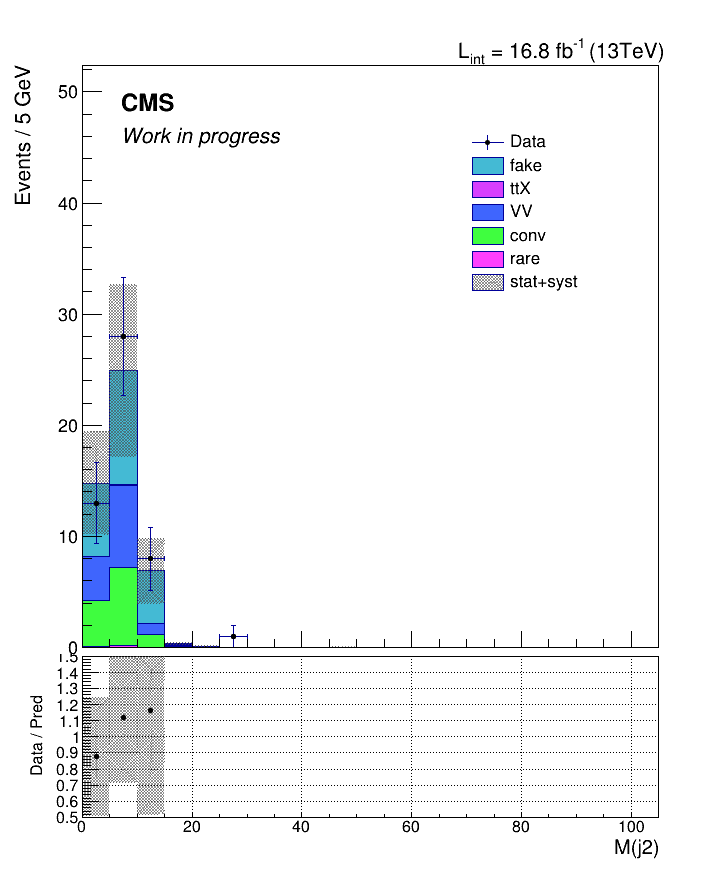 L_int = 16.8 fb^-1 (13TeV)
Events / 5 GeV
CMS
Work in progress
50
40
30
20
10
0
Data
fake
ttX
VV
conv
rare
stat+syst
Data / Pred
1.5
1.4
1.3
1.2
1.1
1
0.9
0.8
0.7
0.6
0.5
0 20 40 60 80 100
M(j2)